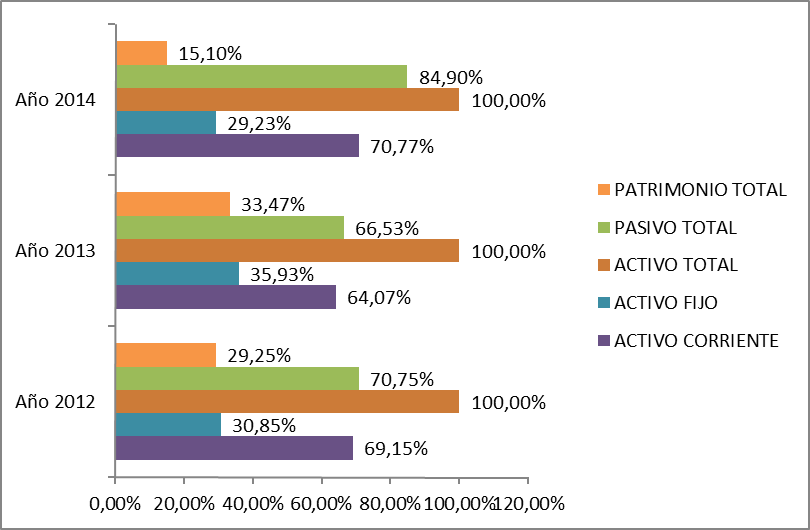 15,10%
84,90%
Año 2014
100,00%
29,23%
70,77%
33,47%
66,53%
Año 2013
100,00%
35,93%
64,07%
29,25%
70,75%
Año 2012
100,00%
30,85%
69,15%
0,00% 20,00% 40,00% 60,00% 80,00% 100,00% 120,00%
PATRIMONIO TOTAL
PASIVO TOTAL
ACTIVO TOTAL
ACTIVO FIJO
ACTIVO CORRIENTE